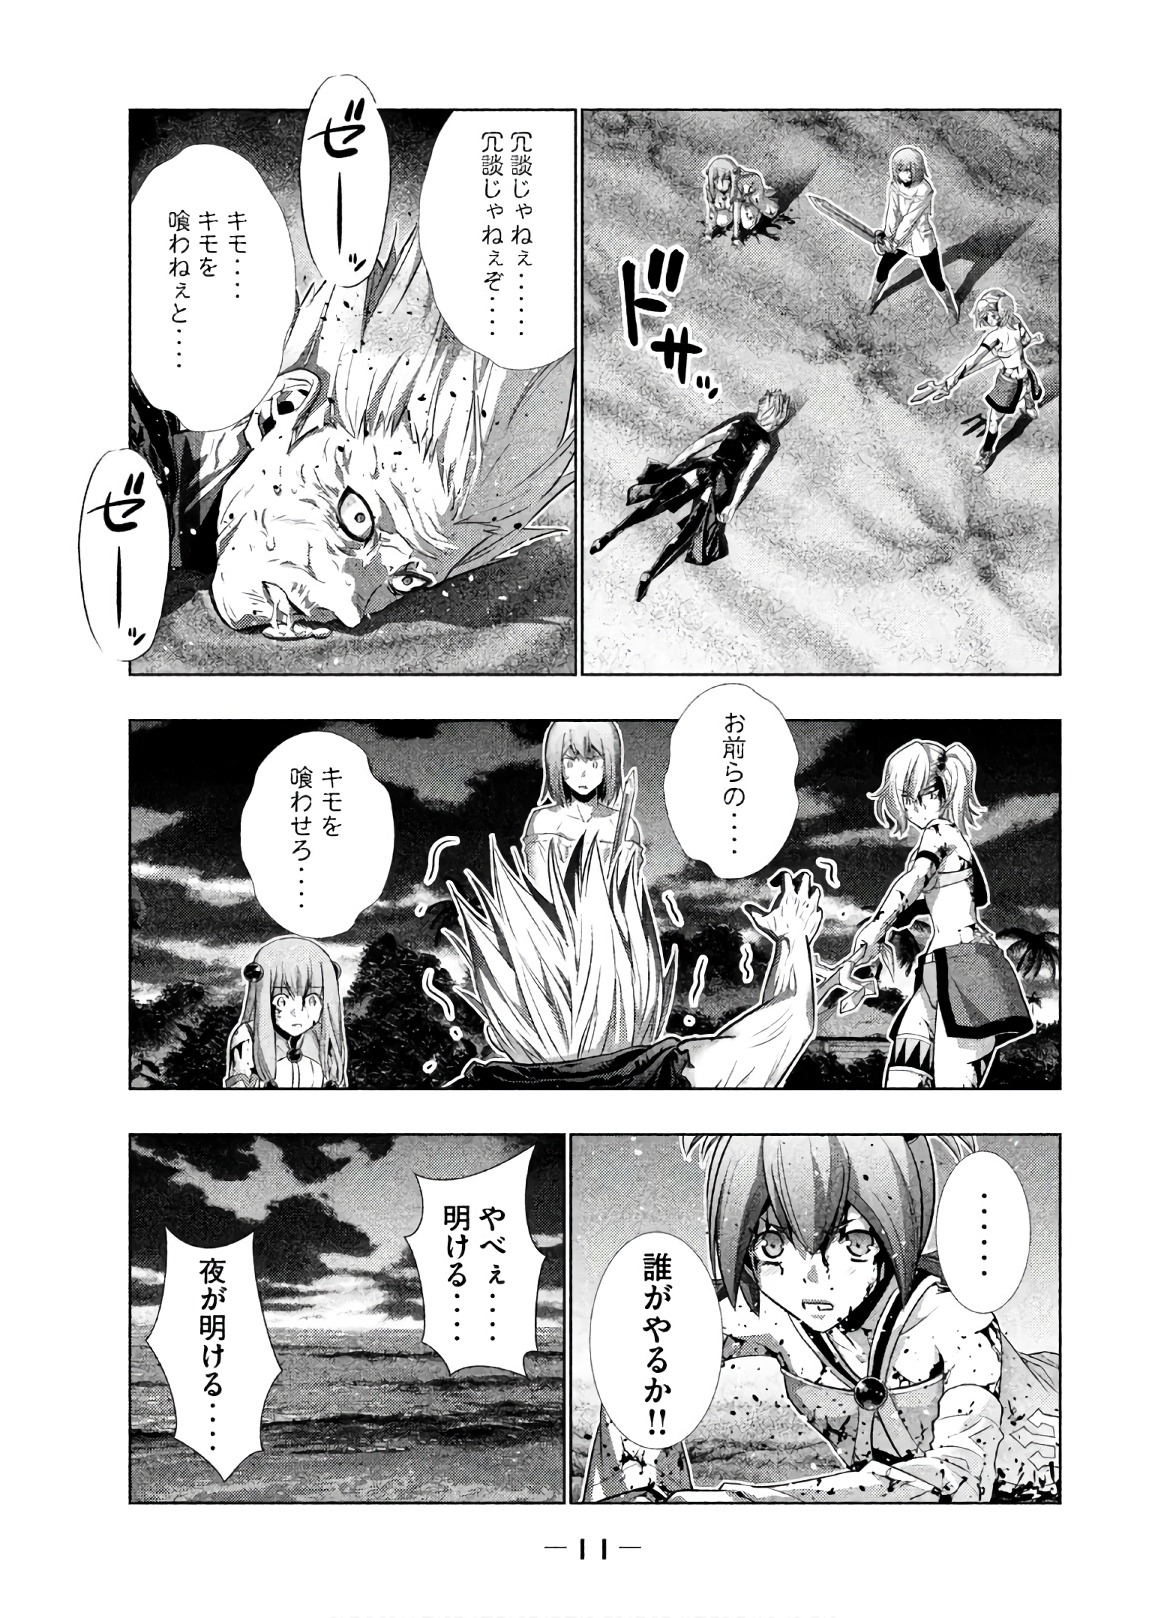 ドサッ
冗談じゃねぇ‥‥‥
冗談じゃねぇぞ‥‥
ゼーッ
キモ‥‥
キモを
喰わねぇと‥‥
ゼーッ
お前らの‥‥
キモを
喰わせろ‥‥
‥‥‥
誰がやるか!!
やべぇ‥‥
明ける‥‥
夜が明ける‥‥
—11—